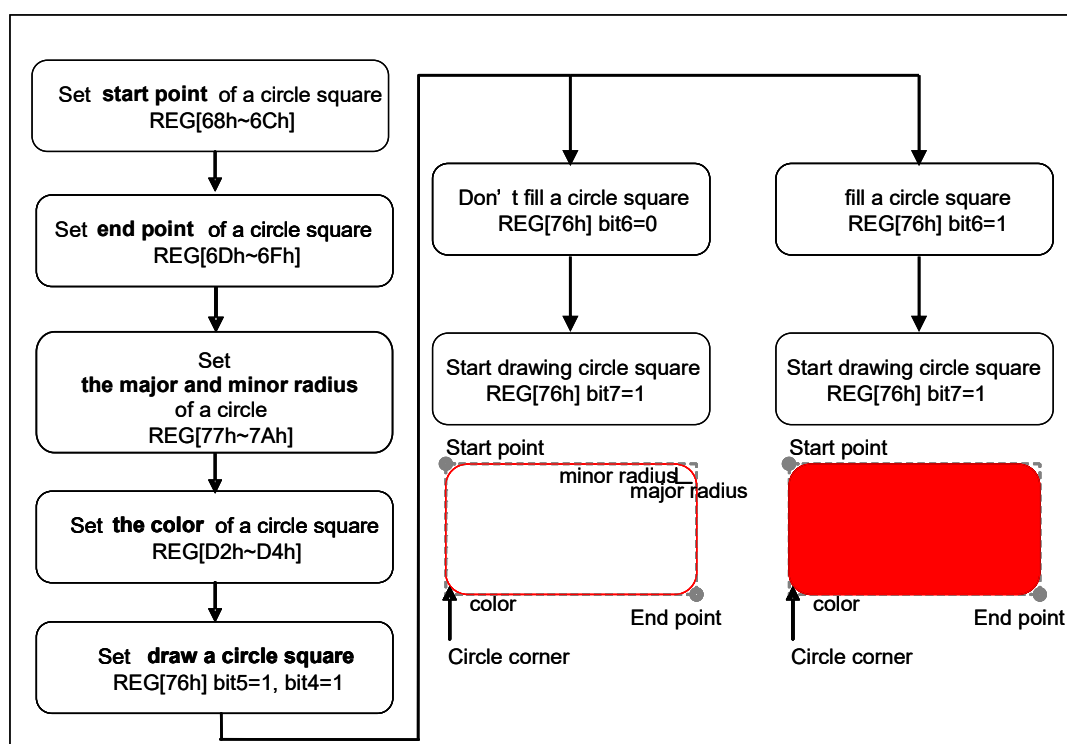 Set start point of a circle square
REG[68h~6Ch]
Set end point of a circle square
REG[6Dh~6Fh]
Set
the major and minor radius
of a circle
REG[77h~7Ah]
Set the color of a circle square
REG[D2h~D4h]
Set draw a circle square
REG[76h] bit5=1, bit4=1
Don' t fill a circle square
REG[76h] bit6=0
Start drawing circle square
REG[76h] bit7=1
Start point
minor radius
major radius
color
End point
Circle corner
fill a circle square
REG[76h] bit6=1
Start drawing circle square
REG[76h] bit7=1
Start point
color
End point
Circle corner